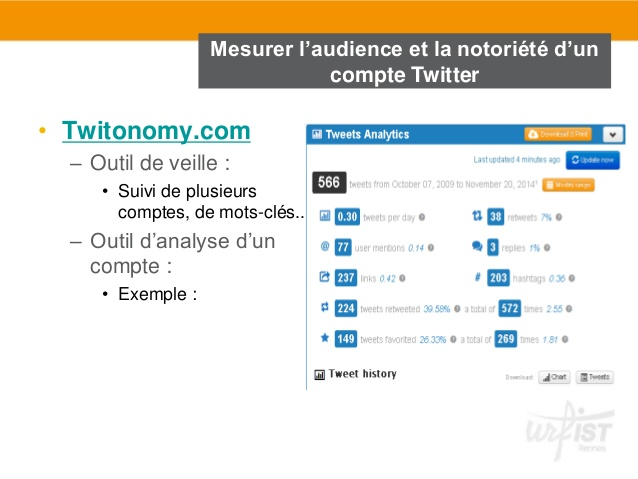 Mesurer l’audience et la notoriété d’un
compte Twitter
• Twitonomy.com
– Outil de veille :
• Suivi de plusieurs
comptes, de mots-clés..
– Outil d’analyse d’un
compte :
• Exemple :
Tweets Analytics
Download & Print
Last updated 4 minutes ago
Update now
566 tweets from October 07, 2009 to November 20, 2014
0.30 tweets per day
38 retweets 7%
@ 77 user mentions 0.14
3 replies 1%
237 links 0.42
# 203 hashtags 0.36
224 tweets retweeted 39.58% a total of 572 times 2.55
149 tweets favorited 26.33% a total of 269 times 1.81
Tweet history
Download:
Chart
Tweets
urfIST
Rennes